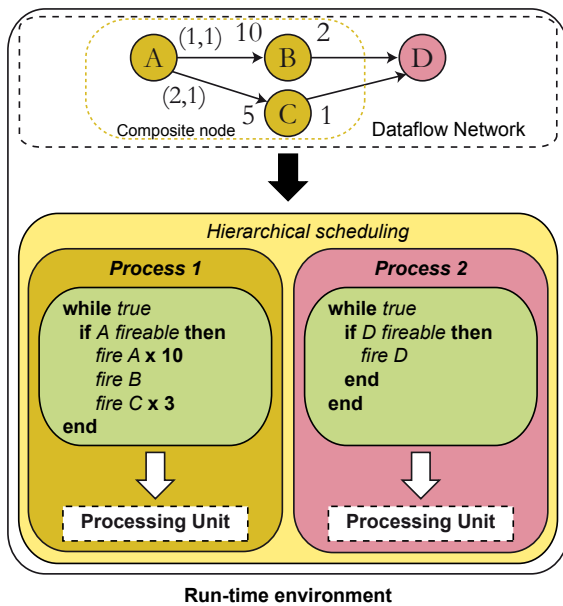 (1,1) 10 2
A B D
(2,1)
5 C 1
Composite node Dataflow Network
Hierarchical scheduling
Process 1
while true
if A fireable then
fire A x 10
fire B
fire C x 3
end
Processing Unit
Process 2
while true
if D fireable then
fire D
end
end
Processing Unit
Run-time environment